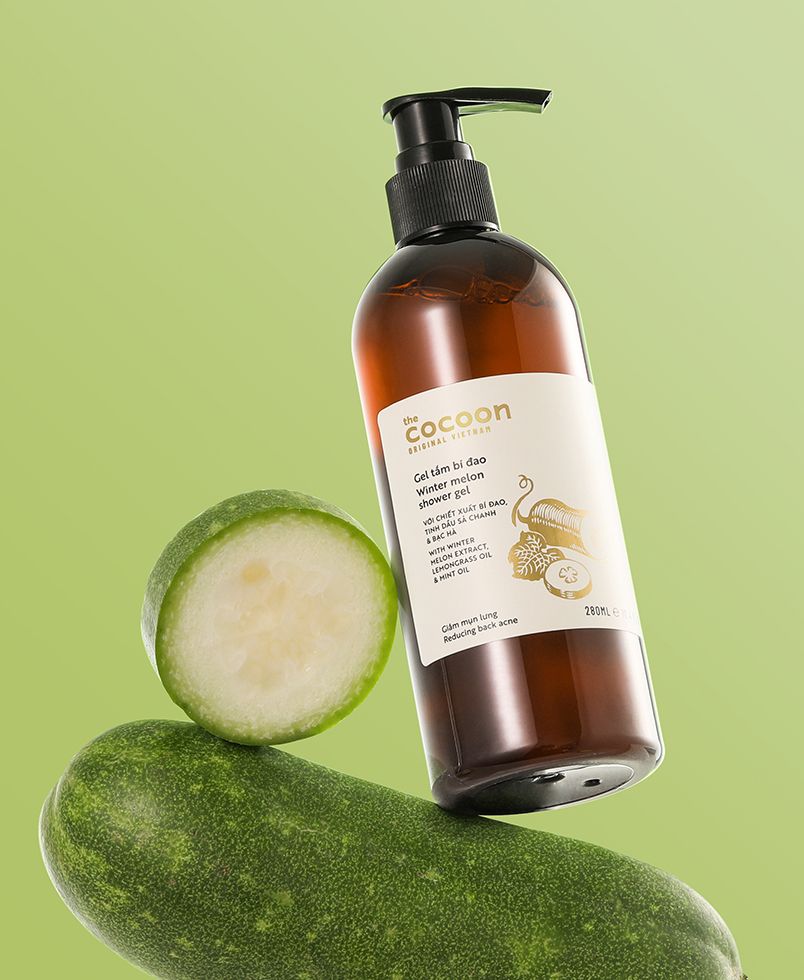 the
cocoon
ORIGINAL VIETNAM
Gel tắm bí đao
Winter melon
shower gel
VỚI CHIẾT XUẤT BÍ ĐAO,
TINH DẦU SẢ CHANH
& BẠC HÀ
WITH WINTER
MELON EXTRACT,
LEMONGRASS OIL
& MINT OIL
Giảm mụn lưng
Reducing back acne
280ML ℮